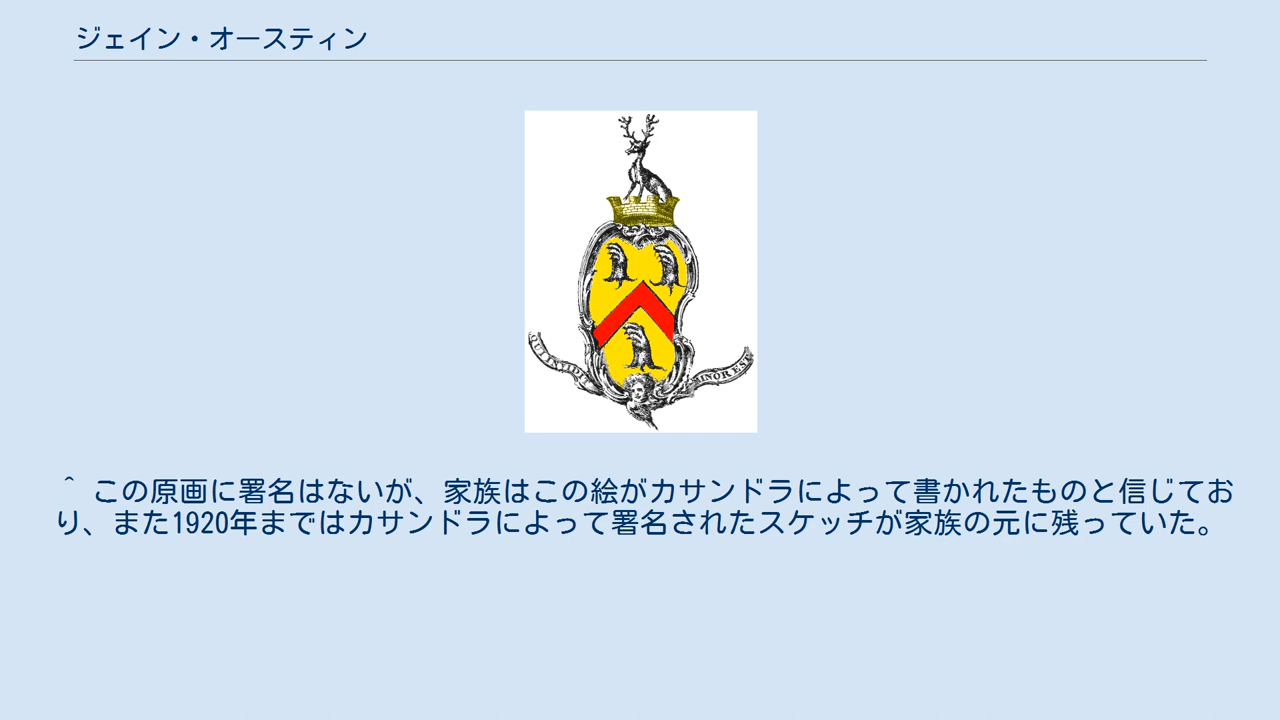 ジェイン・オースティン
QUI INVIDIT
MINOR EST
^ この原画に署名はないが、家族はこの絵がカサンドラによって書かれたものと信じてお
り、また1920年まではカサンドラによって署名されたスケッチが家族の元に残っていた。